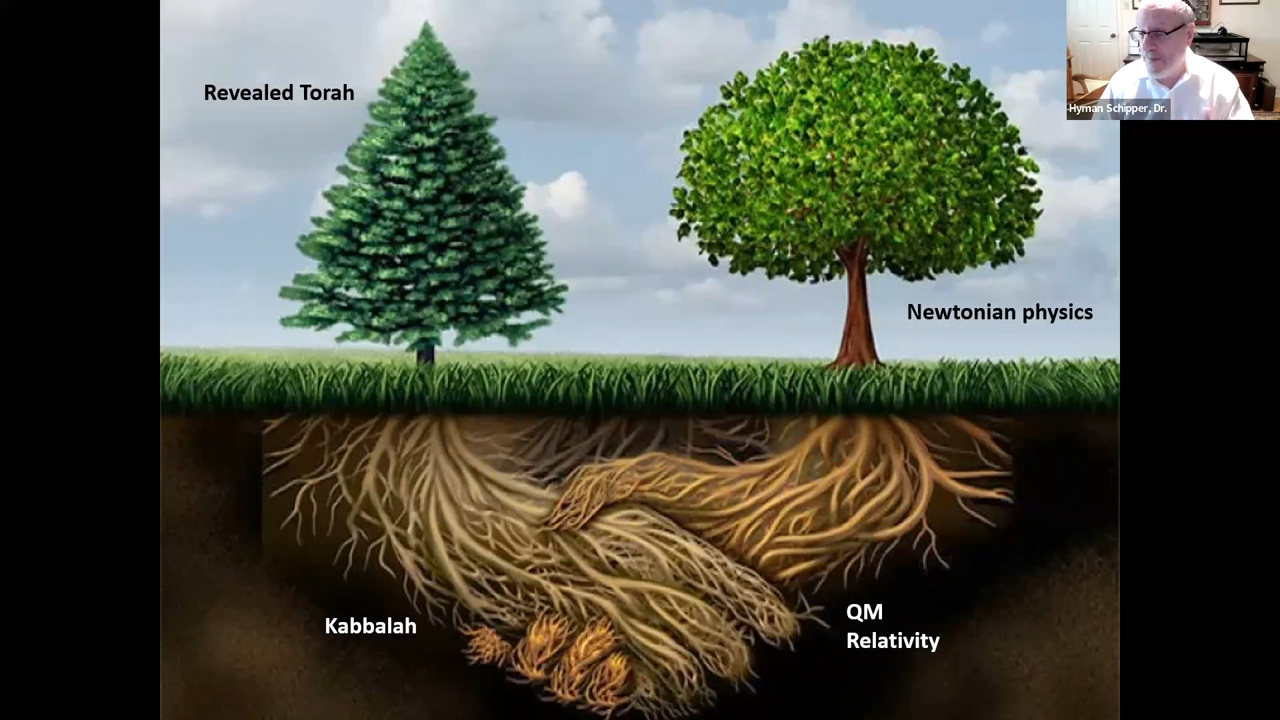 Hyman Schipper, Dr.
Revealed Torah
Newtonian physics
Kabbalah
QM
Relativity